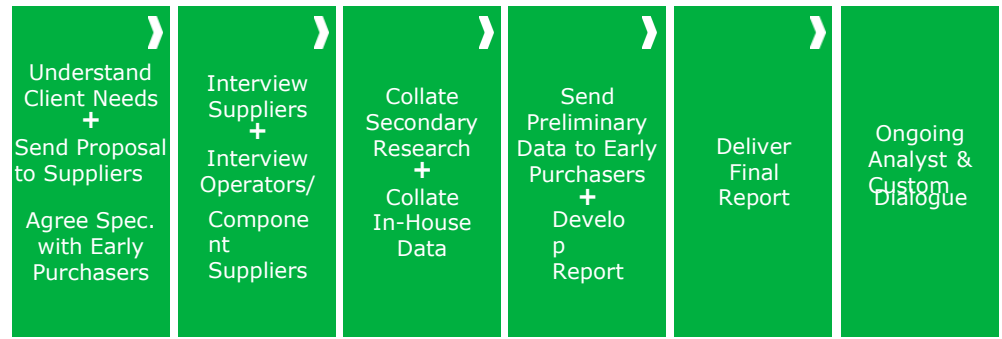 Understand
Client Needs
+
Send Proposal
to Suppliers
Agree Spec.
with Early
Purchasers
Interview
Suppliers
+
Interview
Operators/
Compone
nt
Suppliers
Collate
Secondary
Research
+
Collate
In-House
Data
Send
Preliminary
Data to Early
Purchasers
+
Develo
p
Report
Deliver
Final
Report
Ongoing
Analyst &
Custom
Dialogue